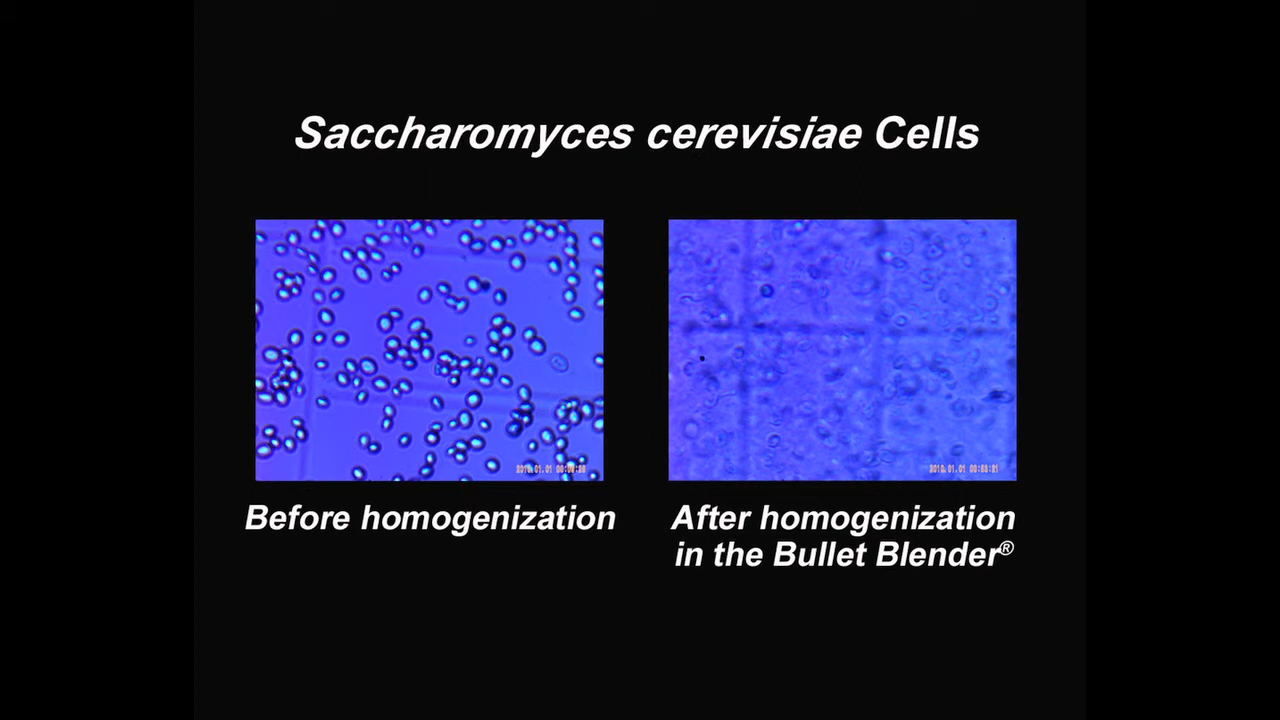 Saccharomyces cerevisiae Cells
Before homogenization
After homogenization
in the Bullet Blender®